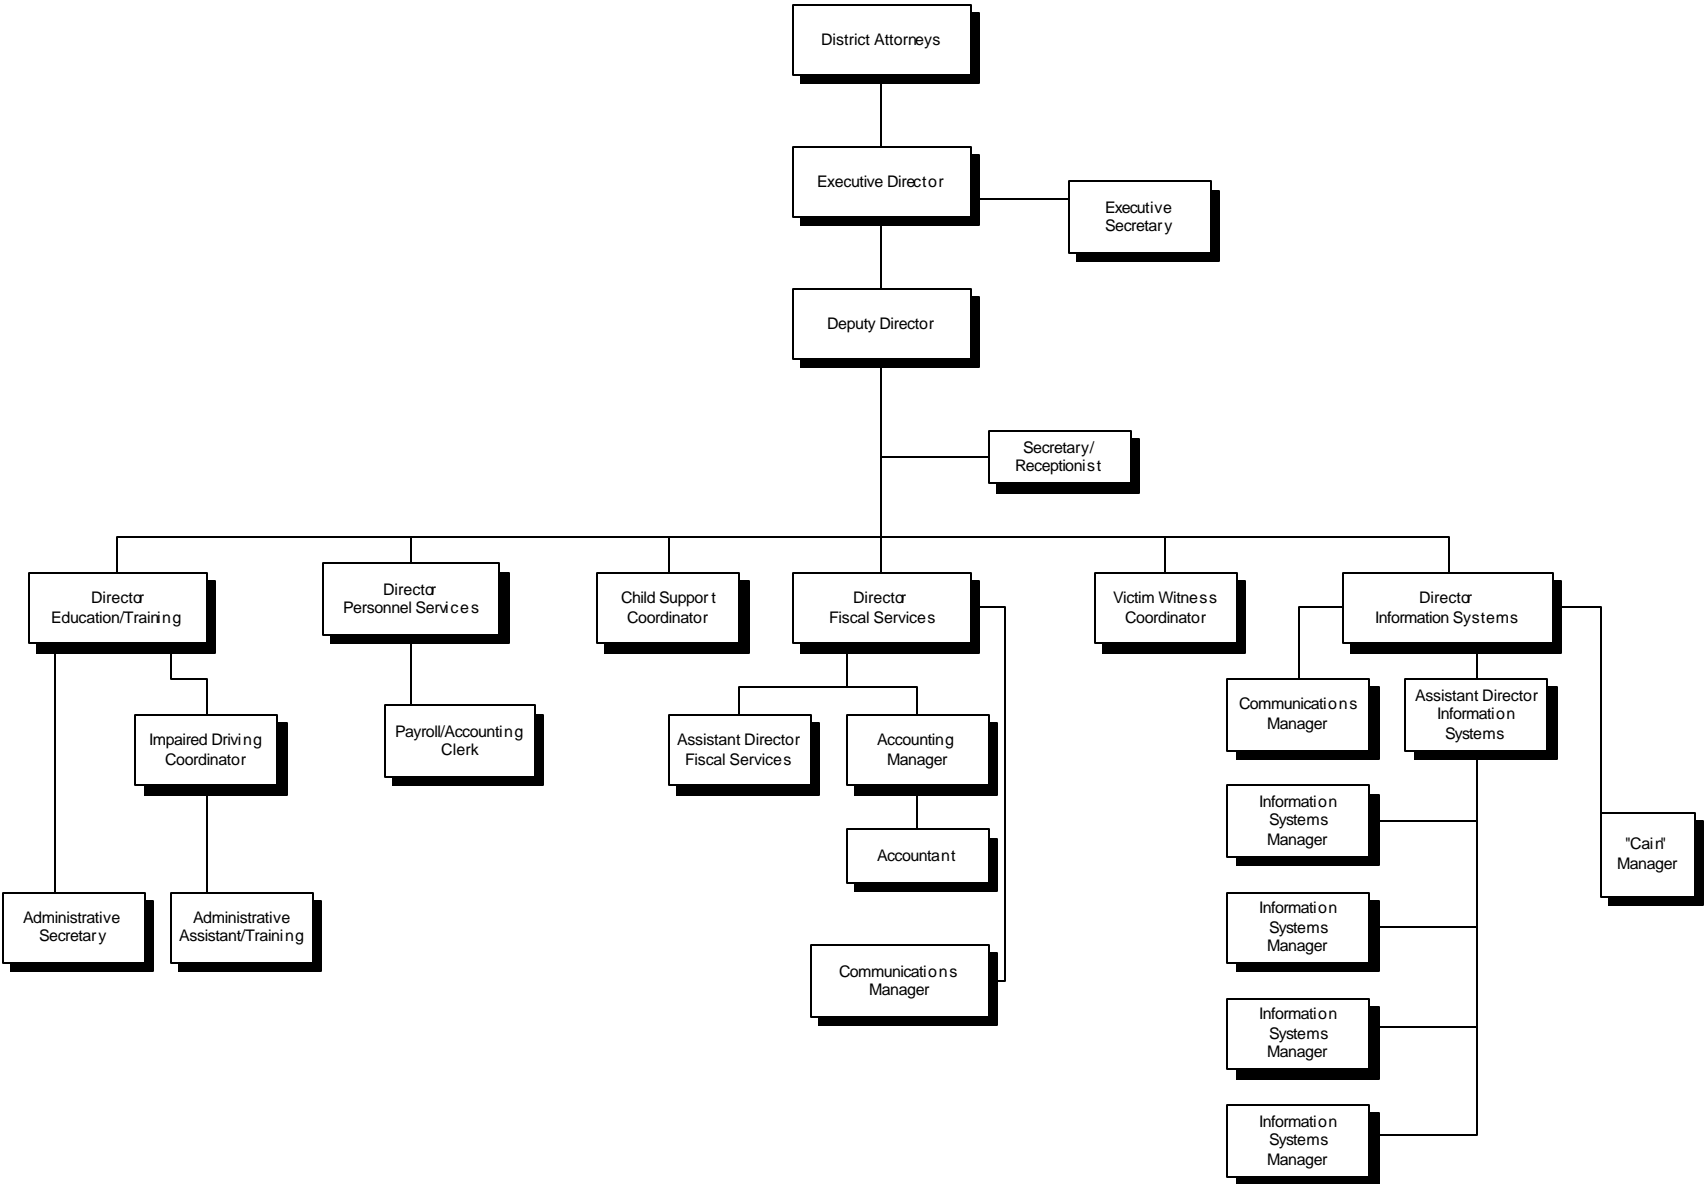 District Attorneys
Executive Director
Executive
Secretary
Deputy Director
Secretary/
Receptionist
Director
Education/Training
Director
Personnel Services
Child Support
Coordinator
Director
Fiscal Services
Victim Witness
Coordinator
Director
Information Systems
Impaired Driving
Coordinator
Payroll/Accounting
Clerk
Assistant Director
Fiscal Services
Accounting
Manager
Communications
Manager
Assistant Director
Information
Systems
Information
Systems
Manager
"Cain"
Manager
Accountant
Administrative
Secretary
Administrative
Assistant/Training
Information
Systems
Manager
Communications
Manager
Information
Systems
Manager
Information
Systems
Manager